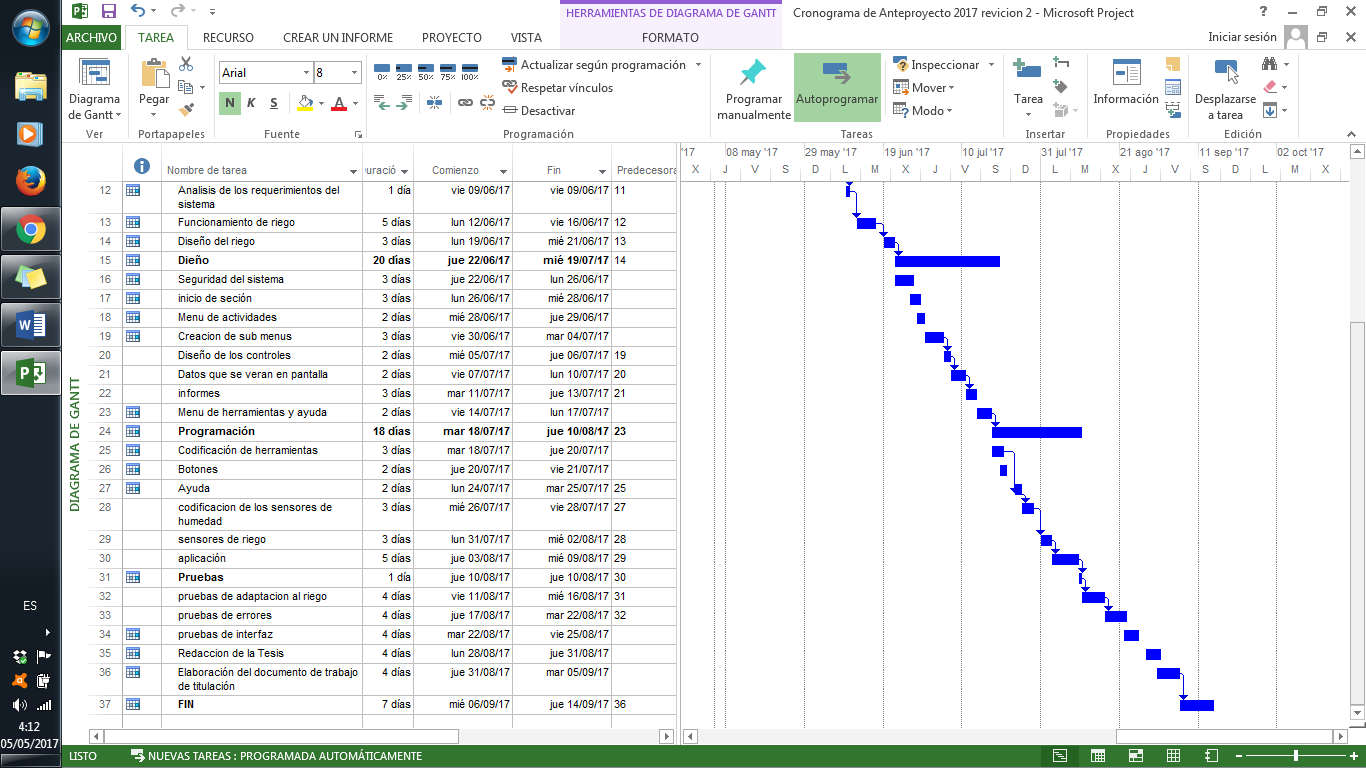 HERRAMIENTAS DE DIAGRAMA DE GANTT
Cronograma de Anteproyecto 2017 revicion 2 - Microsoft Project
ARCHIVO TAREA RECURSO CREAR UN INFORME PROYECTO VISTA FORMATO Iniciar sesión
Diagrama de Gantt
Ver
Pegar
Portapapeles
Arial 8
N K S A
Fuente
0% 25% 50% 75% 100%
Actualizar según programación
Respetar vínculos
Desactivar
Programación
Programar manualmente
Autoprogramar
Inspeccionar
Mover
Modo
Tareas
Tarea
Insertar
Información
Propiedades
Desplazarse a tarea
Edición
Nombre de tarea Duració Comienzo Fin Predecesora
'17 08 may '17 29 may '17 19 jun '17 10 jul '17 31 jul '17 21 ago '17 11 sep '17 02 oct '17
X J V S D L M X J V S D L M X J V S D L M X
12 Analisis de los requerimientos del sistema 1 día vie 09/06/17 vie 09/06/17 11
13 Funcionamiento de riego 5 días lun 12/06/17 vie 16/06/17 12
14 Diseño del riego 3 días lun 19/06/17 mié 21/06/17 13
15 Dieño 20 días jue 22/06/17 mié 19/07/17 14
16 Seguridad del sistema 3 días jue 22/06/17 lun 26/06/17
17 inicio de seción 3 días lun 26/06/17 mié 28/06/17
18 Menu de actividades 2 días mié 28/06/17 jue 29/06/17
19 Creacion de sub menus 3 días vie 30/06/17 mar 04/07/17
20 Diseño de los controles 2 días mié 05/07/17 jue 06/07/17 19
21 Datos que se veran en pantalla 2 días vie 07/07/17 lun 10/07/17 20
22 informes 3 días mar 11/07/17 jue 13/07/17 21
23 Menu de herramientas y ayuda 2 días vie 14/07/17 lun 17/07/17
24 Programación 18 días mar 18/07/17 jue 10/08/17 23
25 Codificación de herramientas 3 días mar 18/07/17 jue 20/07/17
26 Botones 2 días jue 20/07/17 vie 21/07/17
27 Ayuda 2 días lun 24/07/17 mar 25/07/17 25
28 codificacion de los sensores de humedad 3 días mié 26/07/17 vie 28/07/17 27
29 sensores de riego 3 días lun 31/07/17 mié 02/08/17 28
30 aplicación 5 días jue 03/08/17 mié 09/08/17 29
31 Pruebas 1 día jue 10/08/17 jue 10/08/17 30
32 pruebas de adaptacion al riego 4 días vie 11/08/17 mié 16/08/17 31
33 pruebas de errores 4 días jue 17/08/17 mar 22/08/17 32
34 pruebas de interfaz 4 días mar 22/08/17 vie 25/08/17
35 Redaccion de la Tesis 4 días lun 28/08/17 jue 31/08/17
36 Elaboración del documento de trabajo de titulación 4 días jue 31/08/17 mar 05/09/17
37 FIN 7 días mié 06/09/17 jue 14/09/17 36
DIAGRAMA DE GANTT
ES
4:12
05/05/2017
LISTO NUEVAS TAREAS : PROGRAMADA AUTOMÁTICAMENTE